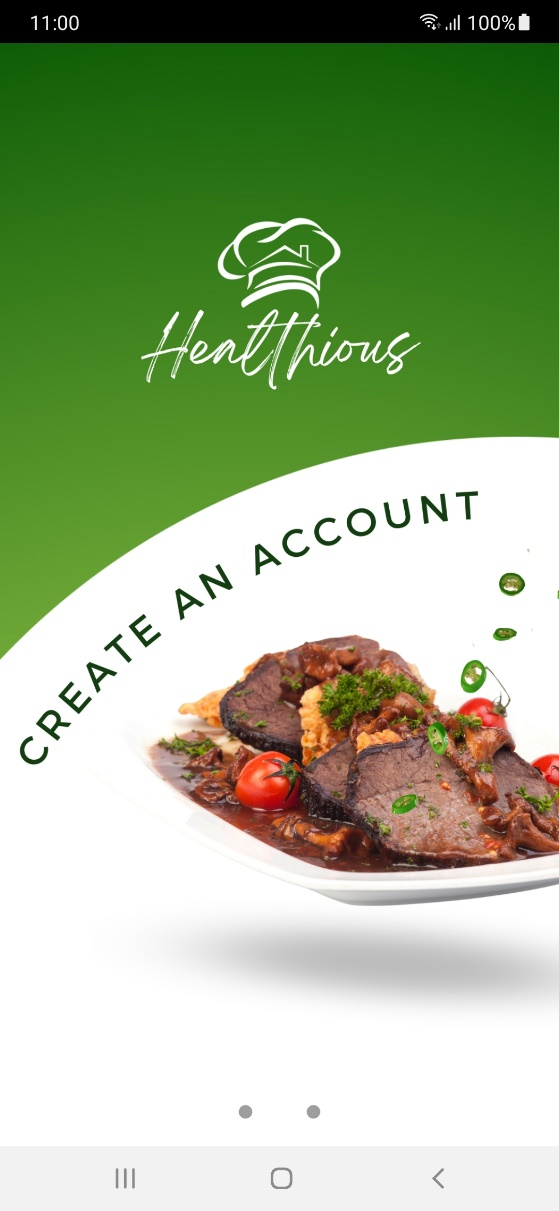 11:00
100%
Healthious
CREATE AN ACCOUNT